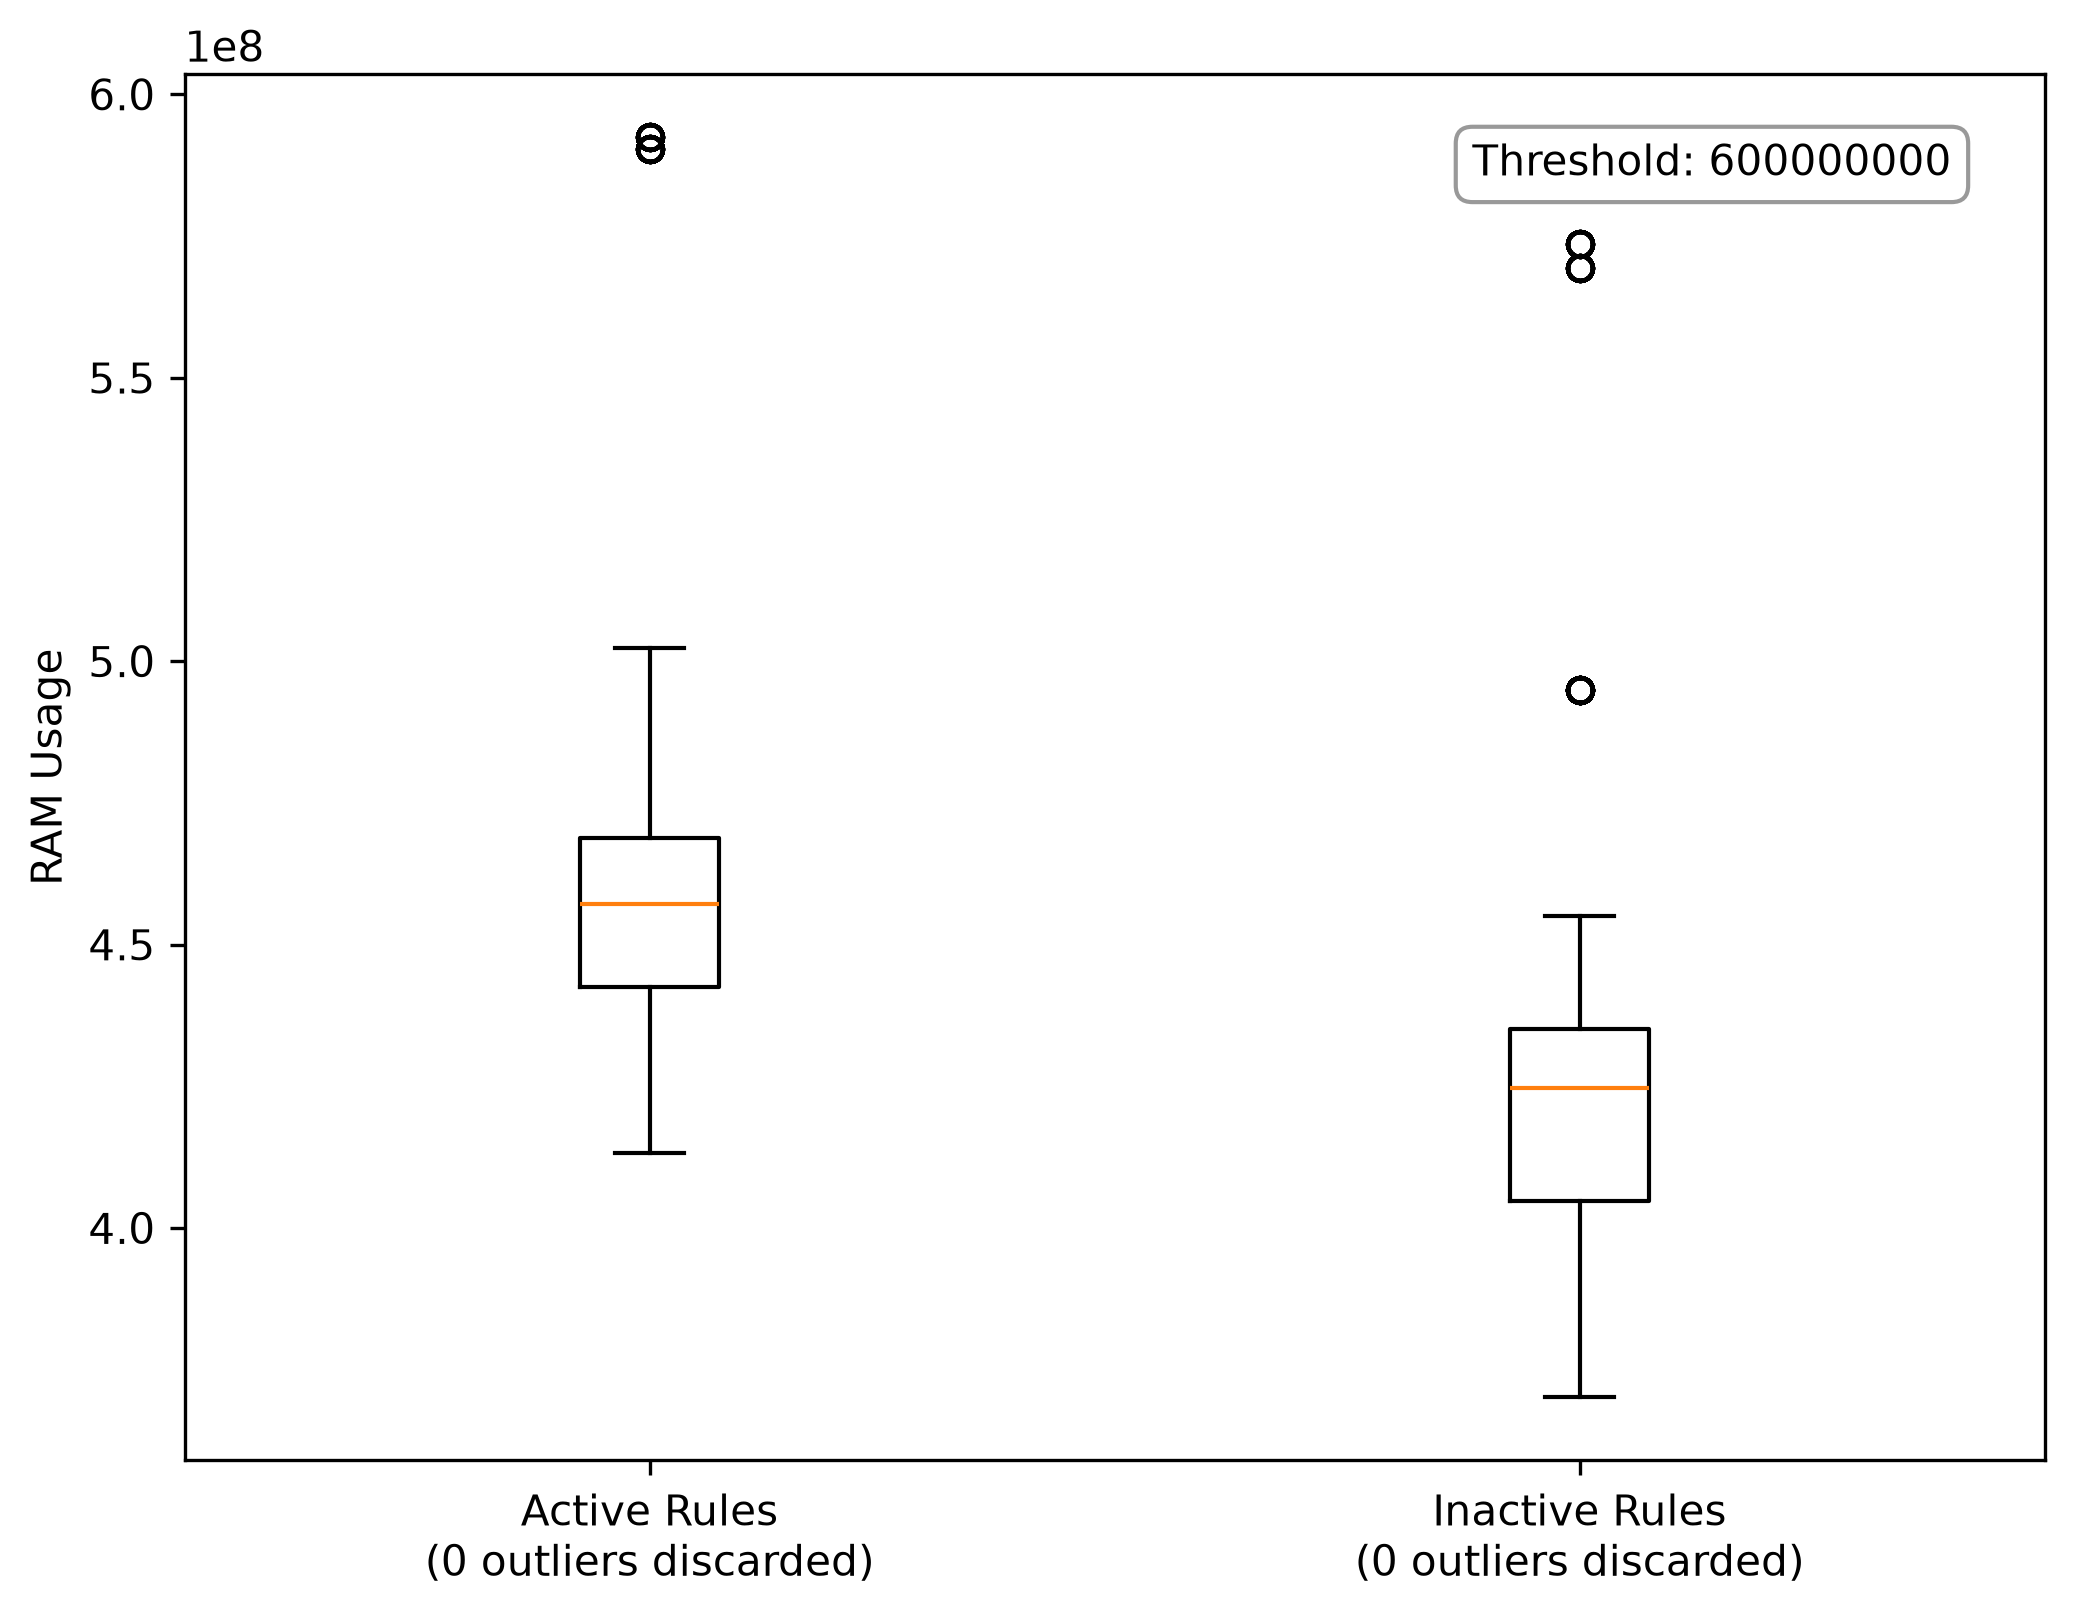 1e8
6.0
5.5
5.0
4.5
4.0
RAM Usage
Threshold: 600000000
Active Rules
(0 outliers discarded)
Inactive Rules
(0 outliers discarded)